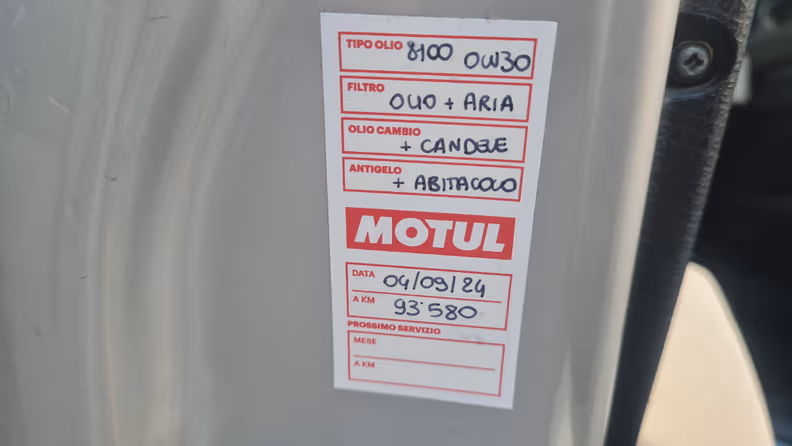 TIPO OLIO 8100 0W30
FILTRO OLIO + ARIA
OLIO CAMBIO + CANDELE
ANTIGELO + ABITACOLO
MOTUL
DATA 04/09/24
A KM 93'580
PROSSIMO SERVIZIO
MESE
A KM